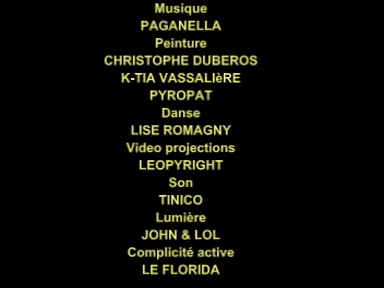 Musique
PAGANELLA
Peinture
CHRISTOPHE DUBEROS
K-TIA VASSALIèRE
PYROPAT
Danse
LISE ROMAGNY
Video projections
LEOPYRIGHT
Son
TINICO
Lumière
JOHN & LOL
Complicité active
LE FLORIDA